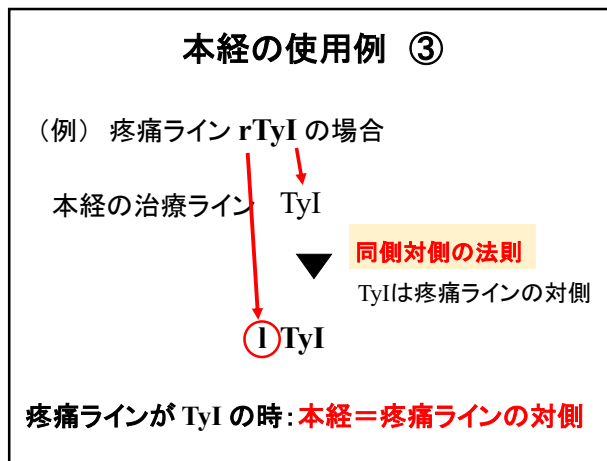 本経の使用例 ③
（例） 疼痛ライン rTyI の場合
本経の治療ライン TyI
同側対側の法則
TyIは疼痛ラインの対側
l TyI
疼痛ラインが TyI の時：本経＝疼痛ラインの対側